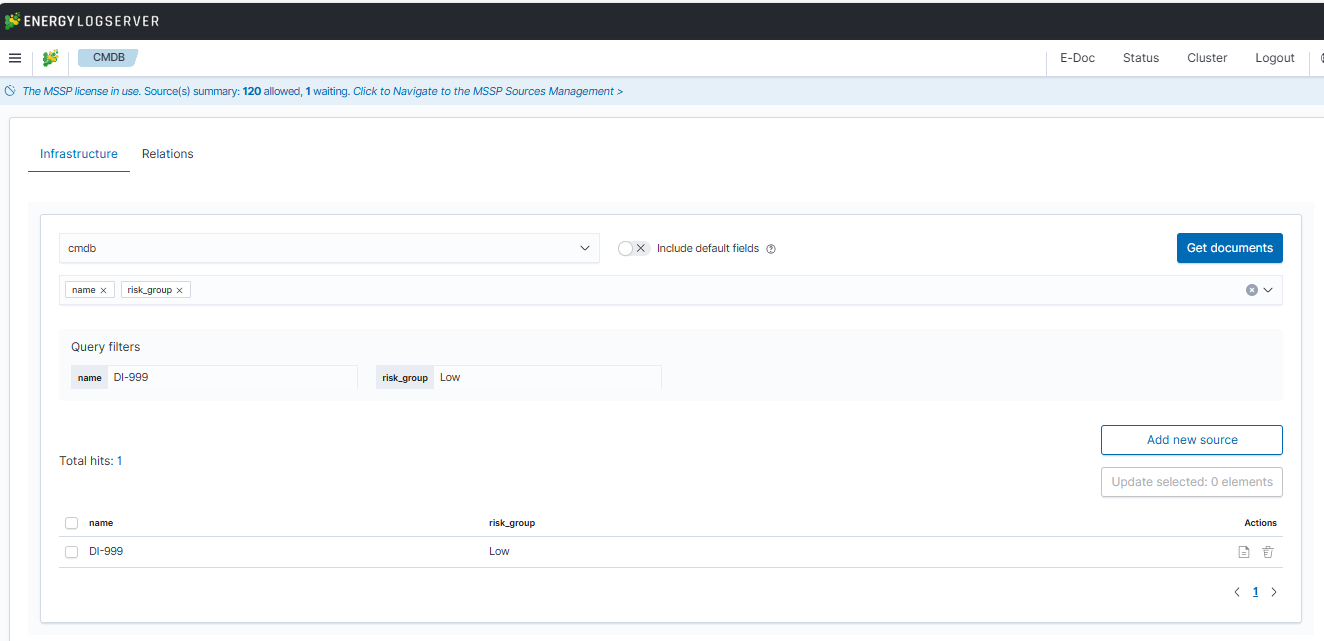 ENERGYLOGSERVER
CMDB
E-Doc Status Cluster Logout
The MSSP license in use. Source(s) summary: 120 allowed, 1 waiting. Click to Navigate to the MSSP Sources Management >
Infrastructure Relations
cmdb
Include default fields
Get documents
name × risk_group ×
Query filters
name DI-999 risk_group Low
Add new source
Total hits: 1
Update selected: 0 elements
name risk_group Actions
DI-999 Low
< 1 >